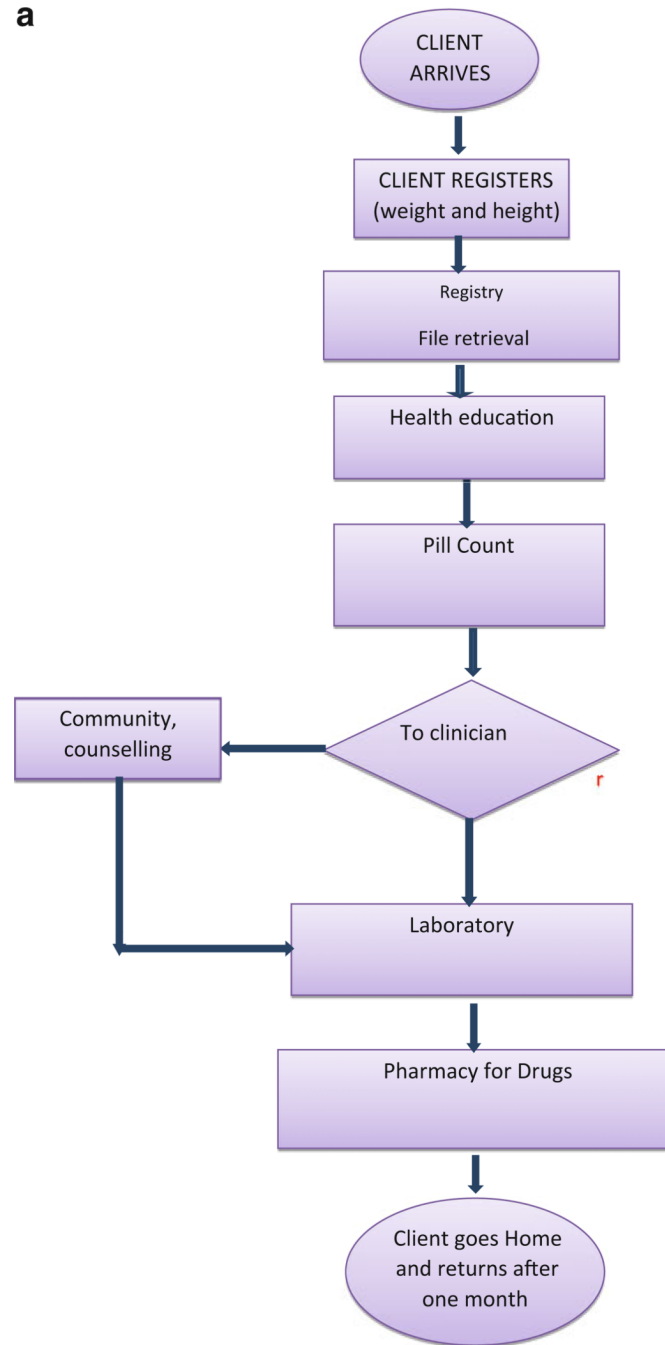 a
CLIENT
ARRIVES
CLIENT REGISTERS
(weight and height)
Registry
File retrieval
Health education
Pill Count
To clinician
Community,
counselling
r
Laboratory
Pharmacy for Drugs
Client goes Home
and returns after
one month